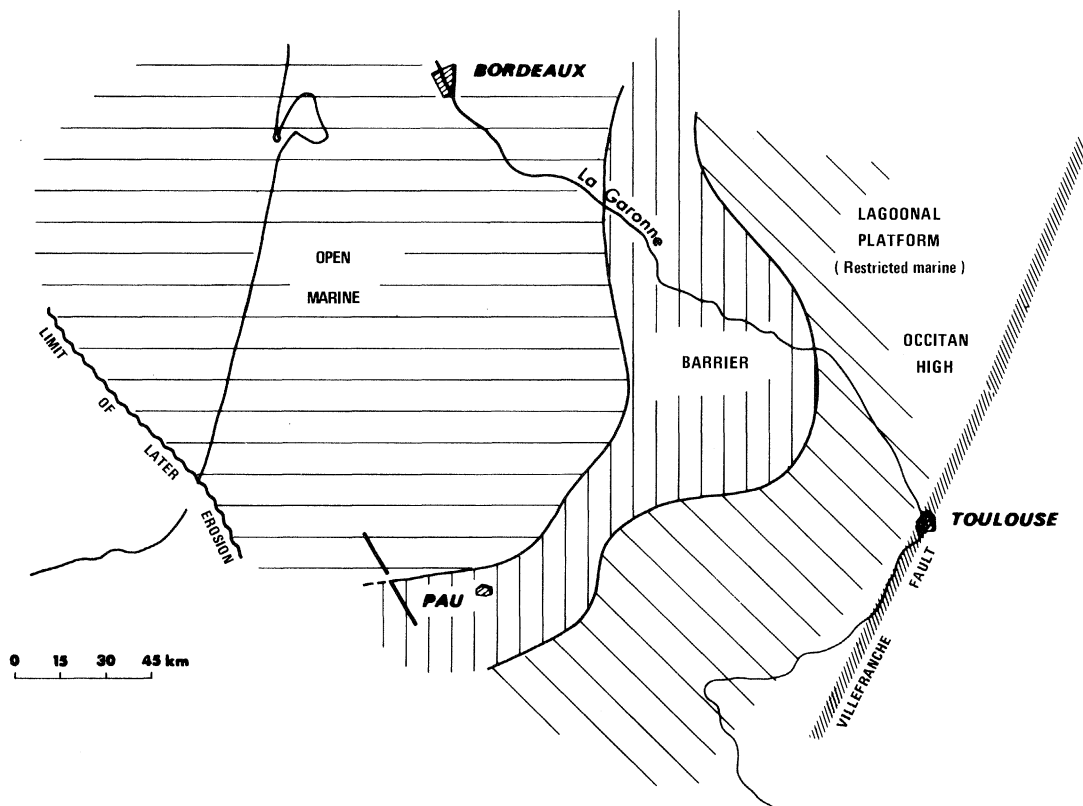 BORDEAUX
La Garonne
LAGOONAL
PLATFORM
( Restricted marine )
OPEN
MARINE
OCCITAN
HIGH
BARRIER
LIMIT
OF
LATER
EROSION
TOULOUSE
FAULT
VILLEFRANCHE
PAU
0 15 30 45 km